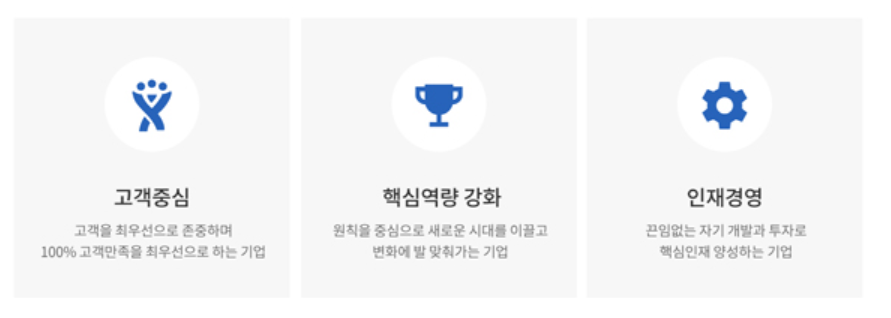 고객중심
고객을 최우선으로 존중하며
100% 고객만족을 최우선으로 하는 기업
핵심역량 강화
원칙을 중심으로 새로운 시대를 이끌고
변화에 발 맞춰가는 기업
인재경영
끈임없는 자기 개발과 투자로
핵심인재 양성하는 기업